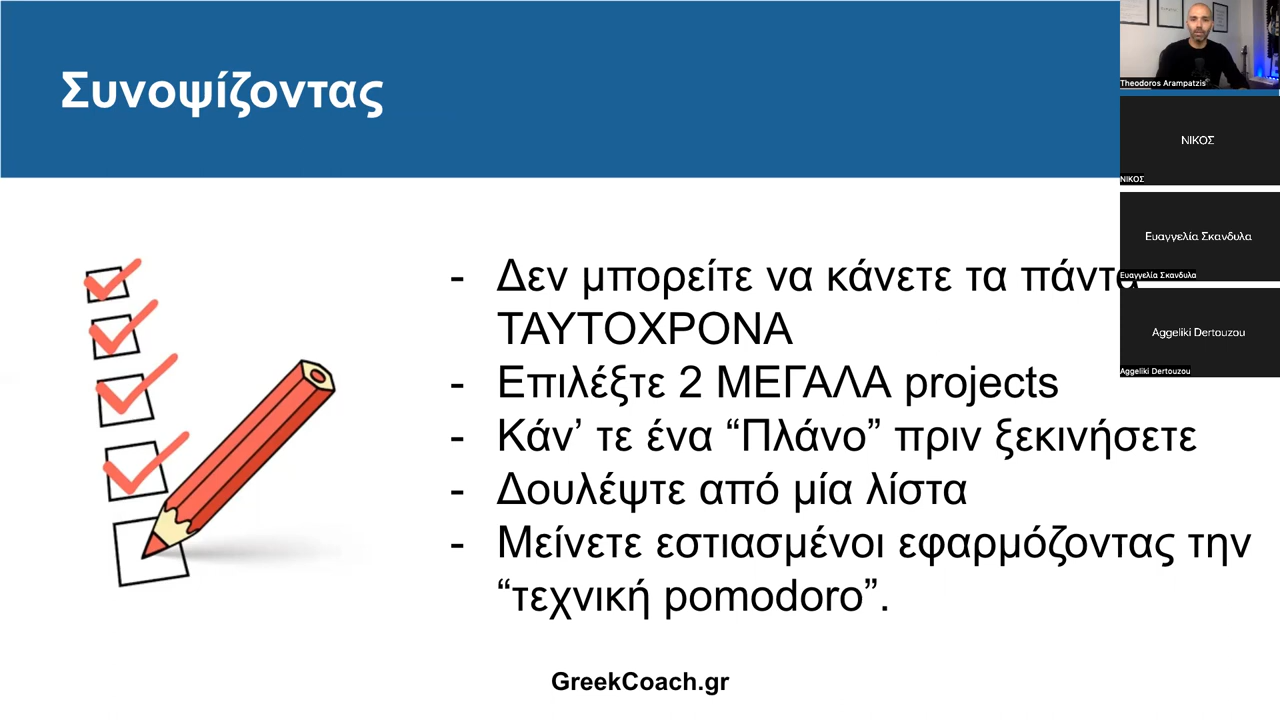 Συνοψίζοντας
- Δεν μπορείτε να κάνετε τα πάντα
ΤΑΥΤΟΧΡΟΝΑ
- Επιλέξτε 2 ΜΕΓΑΛΑ projects
- Κάν’ τε ένα “Πλάνο” πριν ξεκινήσετε
- Δουλέψτε από μία λίστα
- Μείνετε εστιασμένοι εφαρμόζοντας την
“τεχνική pomodoro”.
GreekCoach.gr
Theodoros Arampatzis
ΝΙΚΟΣ
ΝΙΚΟΣ
Ευαγγελία Σκανδυλα
Ευαγγελία Σκανδυλα
Aggeliki Dertouzou
Aggeliki Dertouzou